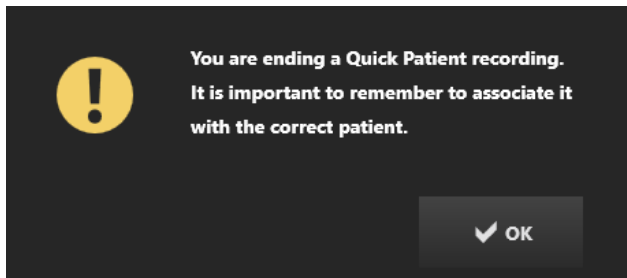 You are ending a Quick Patient recording.
It is important to remember to associate it
with the correct patient.
OK